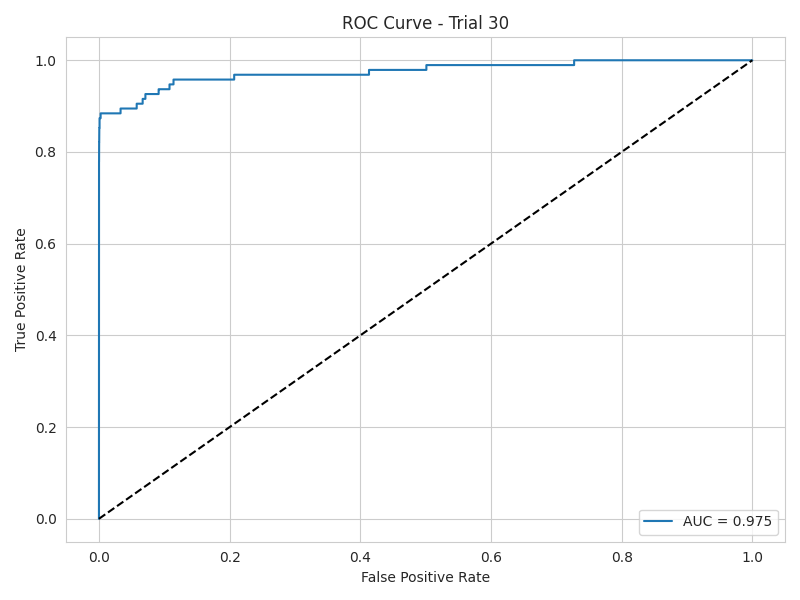 ROC Curve - Trial 30
True Positive Rate
1.0
0.8
0.6
0.4
0.2
0.0
AUC = 0.975
0.0 0.2 0.4 0.6 0.8 1.0
False Positive Rate